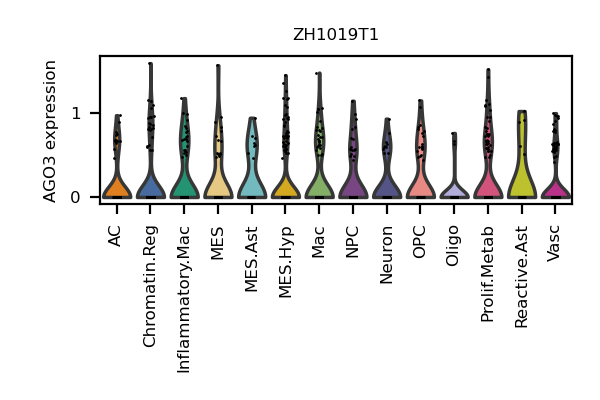 ZH1019T1
AGO3 expression
1
0
AC
Chromatin.Reg
Inflammatory.Mac
MES
MES.Ast
MES.Hyp
Mac
NPC
Neuron
OPC
Oligo
Prolif.Metab
Reactive.Ast
Vasc